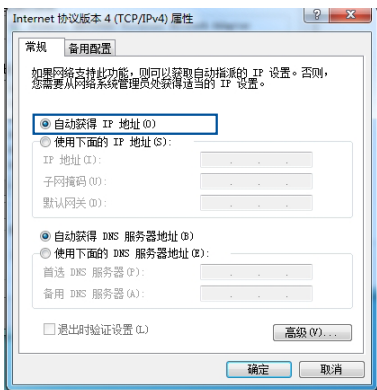 Internet 协议版本 4 (TCP/IPv4) 属性
常规 备用配置
如果网络支持此功能，则可以获取自动指派的 IP 设置。否则，
您需要从网络系统管理员处获得适当的 IP 设置。
自动获得 IP 地址(O)
使用下面的 IP 地址(S):
IP 地址(I):
子网掩码(U):
默认网关(D):
自动获得 DNS 服务器地址(B)
使用下面的 DNS 服务器地址(E):
首选 DNS 服务器(P):
备用 DNS 服务器(A):
退出时验证设置(L)
高级(V)...
确定 取消